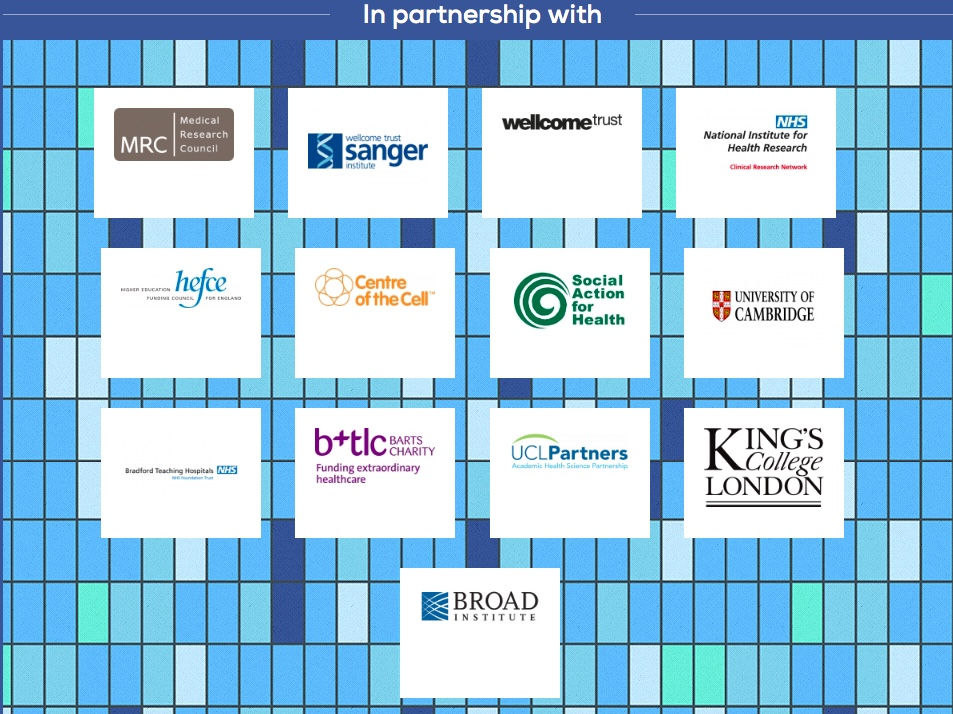 In partnership with
MRC
Medical
Research
Council
wellcome trust
sanger
institute
wellcometrust
NHS
National Institute for
Health Research
Clinical Research Network
hefce
HIGHER EDUCATION
FUNDING COUNCIL FOR ENGLAND
Centre
of the Cell™
Social
Action
for
Health
UNIVERSITY OF
CAMBRIDGE
Bradford Teaching Hospitals NHS
NHS Foundation Trust
b+tlc BARTS
CHARITY
Funding extraordinary
healthcare
UCLPartners
Academic Health Science Partnership
KING'S
College
LONDON
BROAD
INSTITUTE